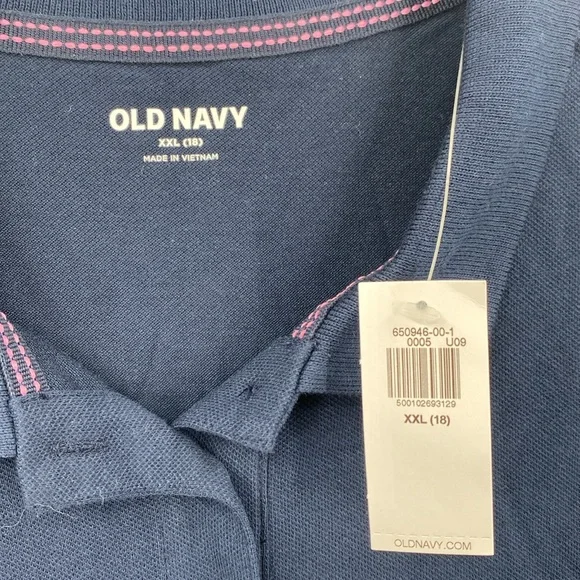 OLD NAVY
XXL (18)
MADE IN VIETNAM
650946-00-1
0005 U09
500102693129
XXL (18)
OLDNAVY.COM